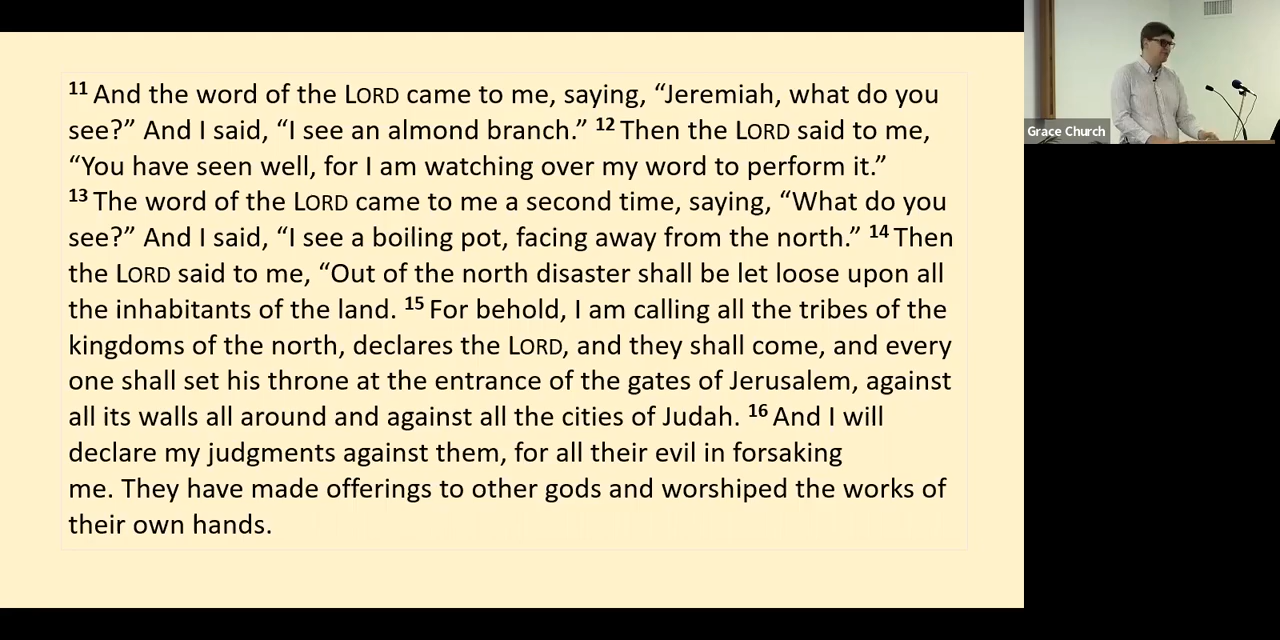 ¹¹ And the word of the LORD came to me, saying, “Jeremiah, what do you
see?” And I said, “I see an almond branch.” ¹² Then the LORD said to me,
“You have seen well, for I am watching over my word to perform it.”
¹³ The word of the LORD came to me a second time, saying, “What do you
see?” And I said, “I see a boiling pot, facing away from the north.” ¹⁴ Then
the LORD said to me, “Out of the north disaster shall be let loose upon all
the inhabitants of the land. ¹⁵ For behold, I am calling all the tribes of the
kingdoms of the north, declares the LORD, and they shall come, and every
one shall set his throne at the entrance of the gates of Jerusalem, against
all its walls all around and against all the cities of Judah. ¹⁶ And I will
declare my judgments against them, for all their evil in forsaking
me. They have made offerings to other gods and worshiped the works of
their own hands.
Grace Church